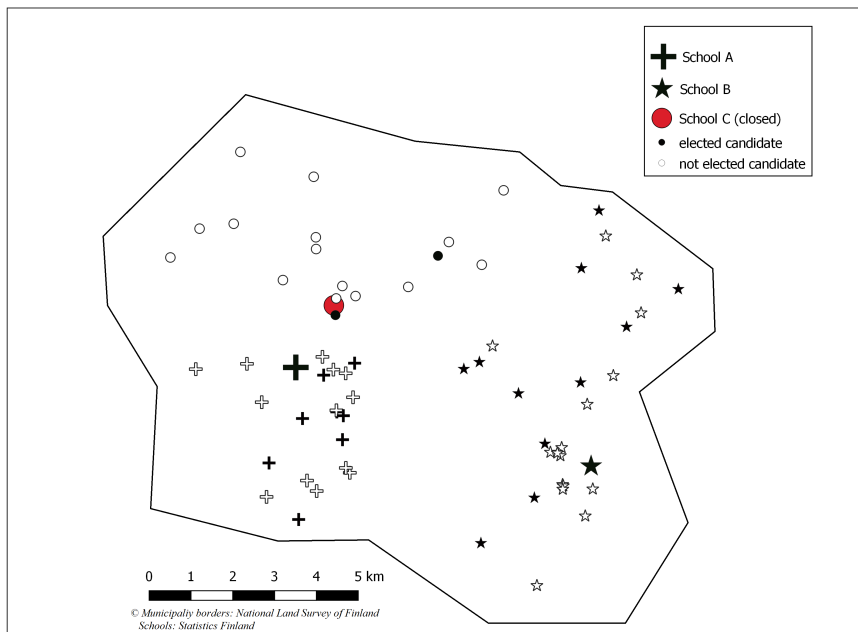 School A
School B
School C (closed)
elected candidate
not elected candidate
0 1 2 3 4 5 km
© Municipaliy borders: National Land Survey of Finland
Schools: Statistics Finland